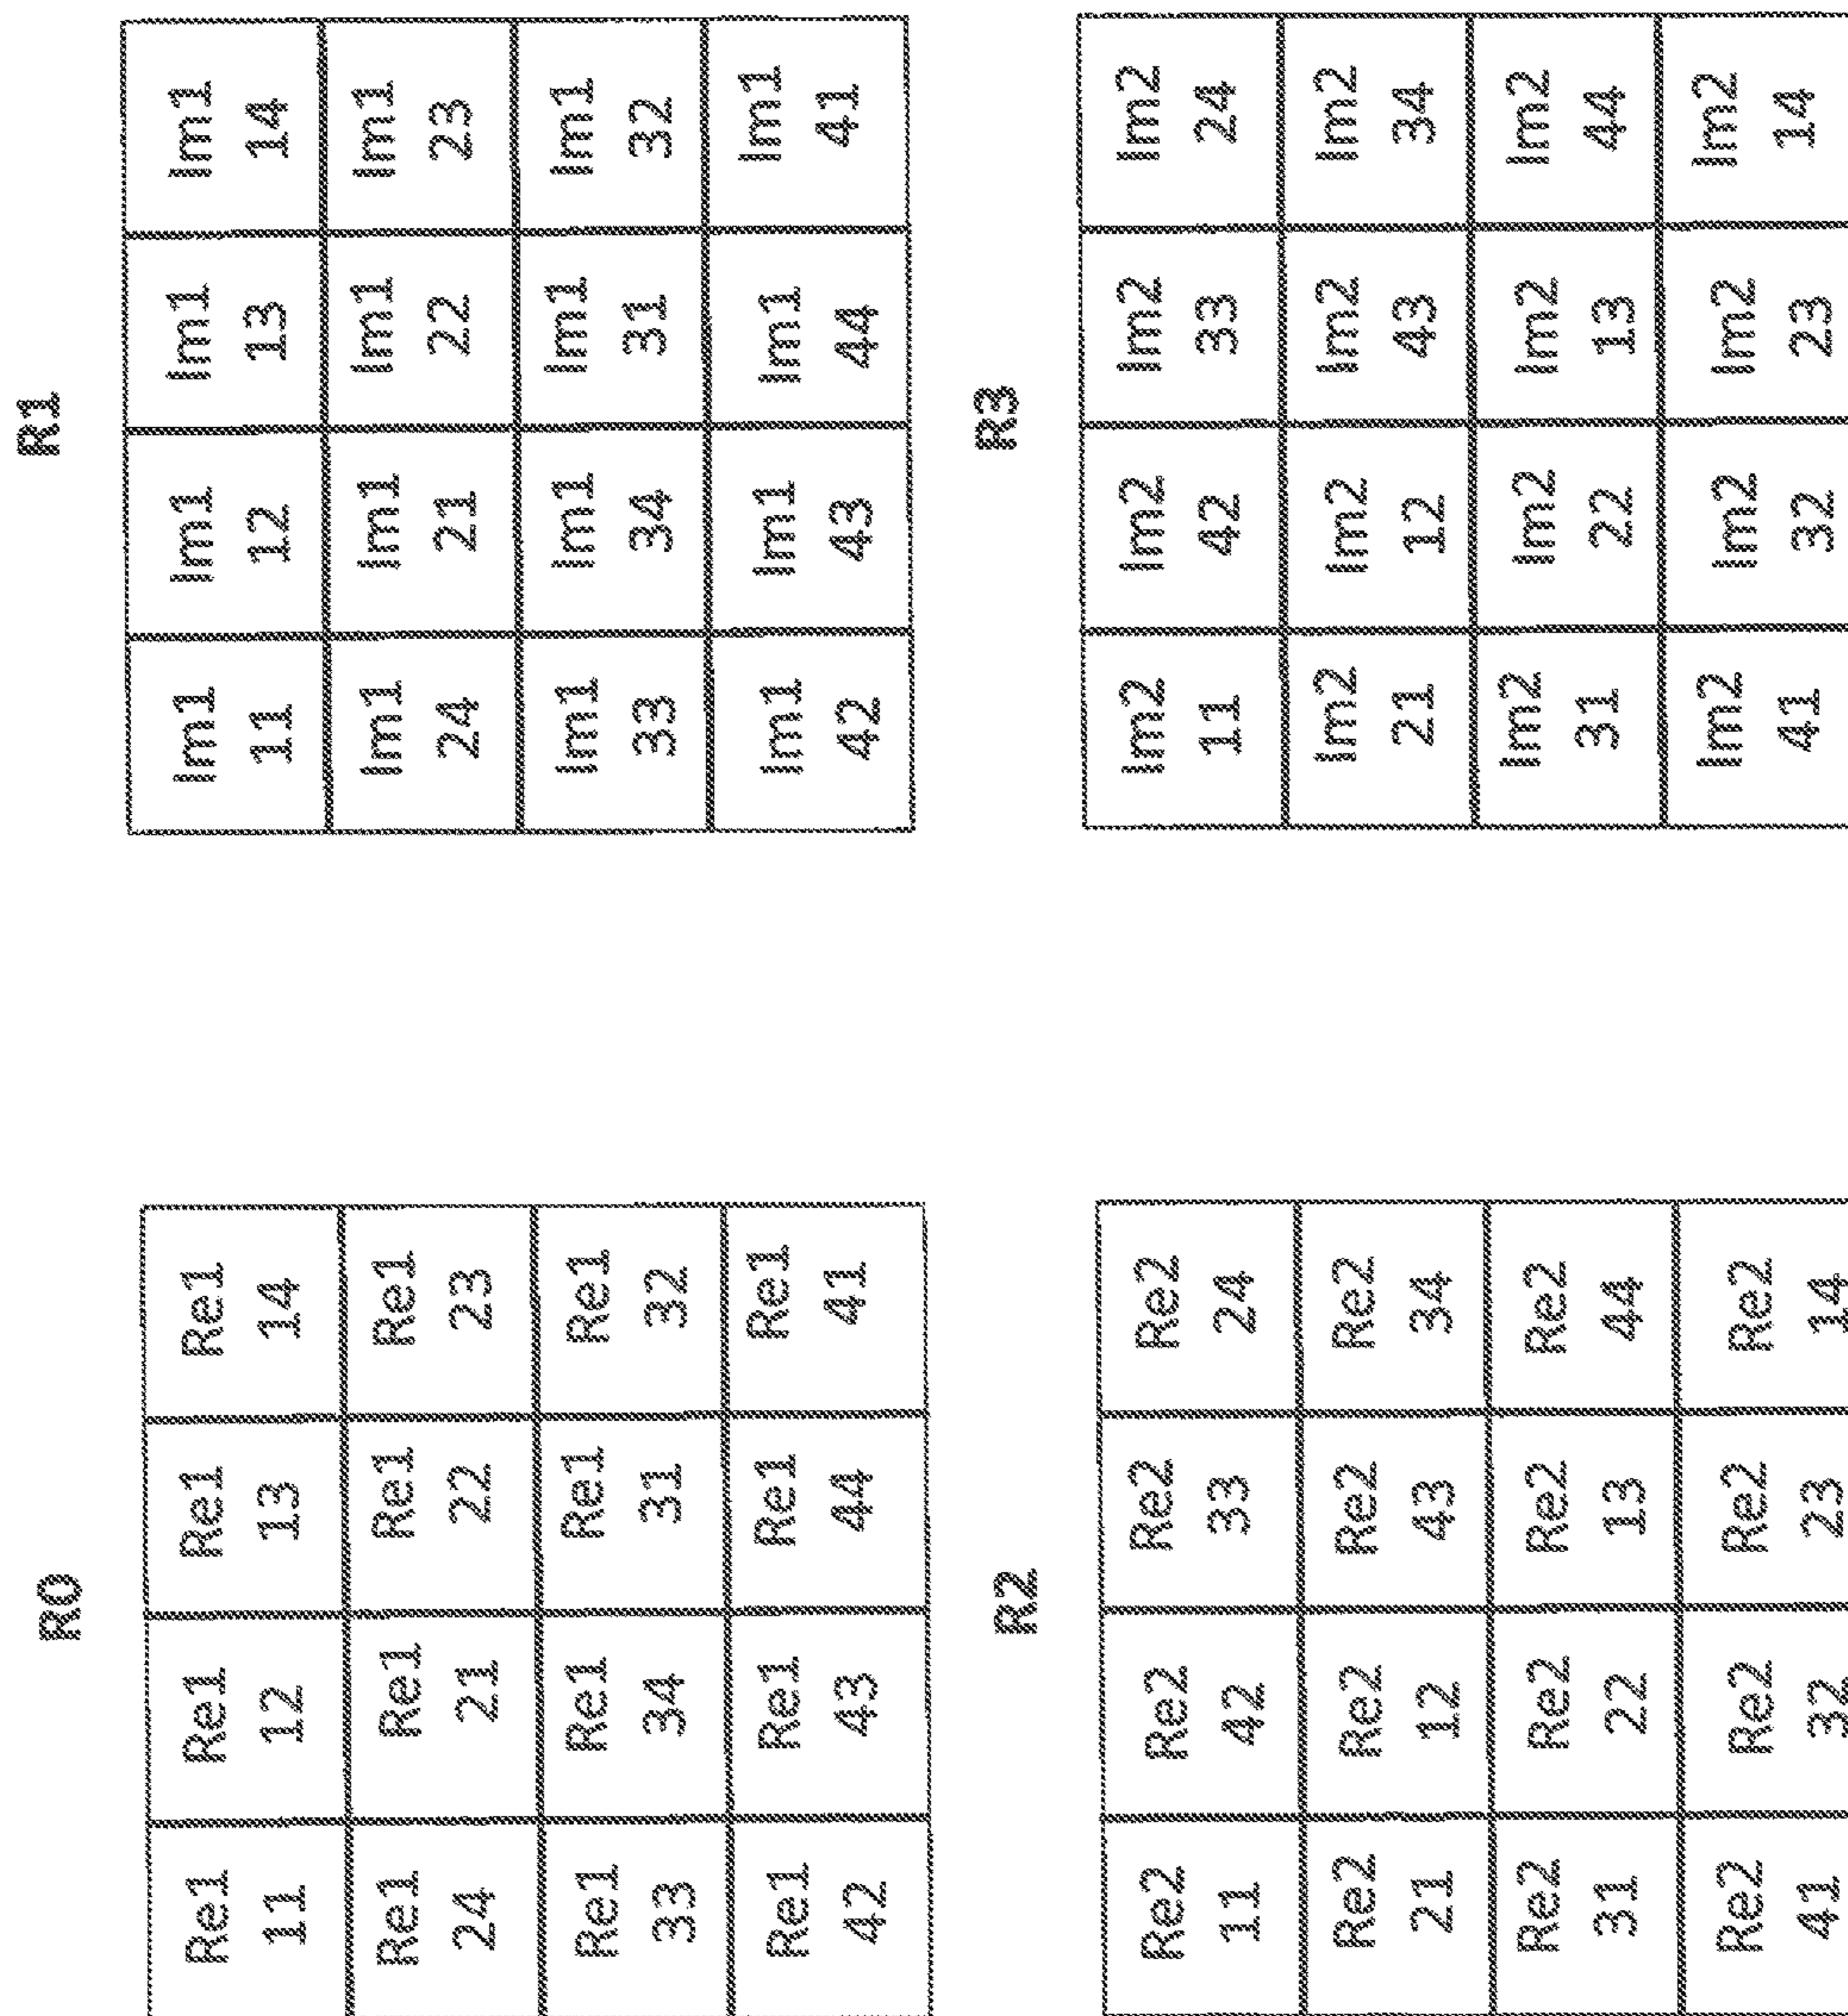 R0
Re1 Re1 Re1 Re1
11 12 13 14
Re1 Re1 Re1 Re1
24 21 22 23
Re1 Re1 Re1 Re1
33 34 31 32
Re1 Re1 Re1 Re1
42 43 44 41
R1
Im1 Im1 Im1 Im1
11 12 13 14
Im1 Im1 Im1 Im1
24 21 22 23
Im1 Im1 Im1 Im1
33 34 31 32
Im1 Im1 Im1 Im1
42 43 44 41
R2
Re2 Re2 Re2 Re2
11 42 33 24
Re2 Re2 Re2 Re2
21 12 43 34
Re2 Re2 Re2 Re2
31 22 13 44
Re2 Re2 Re2 Re2
41 32 23 14
R3
Im2 Im2 Im2 Im2
11 42 33 24
Im2 Im2 Im2 Im2
21 12 43 34
Im2 Im2 Im2 Im2
31 22 13 44
Im2 Im2 Im2 Im2
41 32 23 14